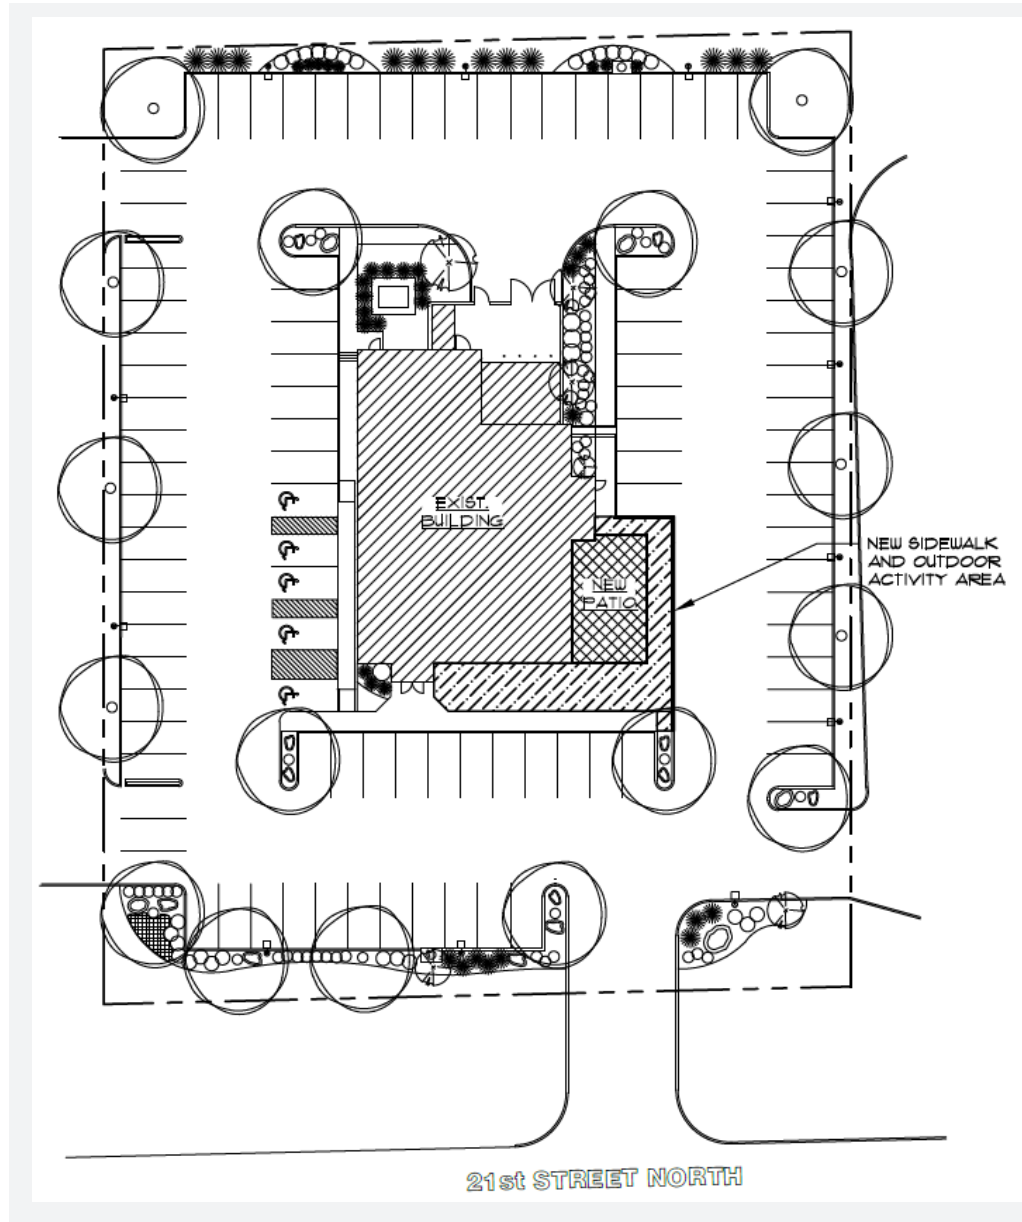 EXIST.
BUILDING
NEW SIDEWALK
AND OUTDOOR
ACTIVITY AREA
NEW
PATIO
21st STREET NORTH